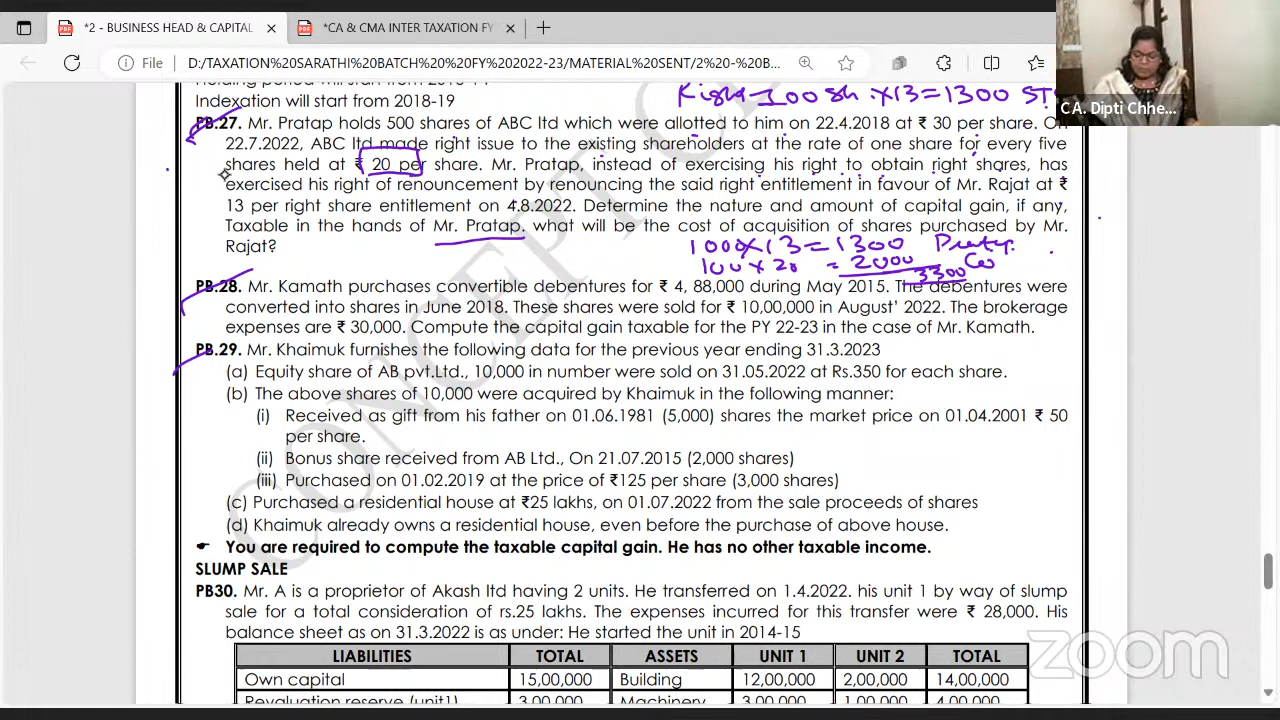 *2 - BUSINESS HEAD & CAPITAL
*CA & CMA INTER TAXATION FY
File
D:/TAXATION%20SARATHI%20BATCH%20%20FY%202022-23/MATERIAL%20SENT/2%20-%20B...
Indexation will start from 2018-19
Right 100 sh ×13 = 1300
CA. Dipti Chhe...
PB.27 Mr. Pratap holds 500 shares of ABC ltd which were allotted to him on 22.4.2018 at ₹ 30 per share. On
22.7.2022, ABC ltd made right issue to the existing shareholders at the rate of one share for every five
shares held at ₹ 20 per share. Mr. Pratap, instead of exercising his right to obtain right shares, has
exercised his right of renouncement by renouncing the said right entitlement in favour of Mr. Rajat at ₹
13 per right share entitlement on 4.8.2022. Determine the nature and amount of capital gain, if any,
Taxable in the hands of Mr. Pratap. what will be the cost of acquisition of shares purchased by Mr.
Rajat?
100×13 = 1300
100×20 = 2000 Co
3300
PB.28 Mr. Kamath purchases convertible debentures for ₹ 4, 88,000 during May 2015. The debentures were
converted into shares in June 2018. These shares were sold for ₹ 10,00,000 in August' 2022. The brokerage
expenses are ₹ 30,000. Compute the capital gain taxable for the PY 22-23 in the case of Mr. Kamath.
PB.29 Mr. Khaimuk furnishes the following data for the previous year ending 31.3.2023
(a) Equity share of AB pvt.Ltd., 10,000 in number were sold on 31.05.2022 at Rs.350 for each share.
(b) The above shares of 10,000 were acquired by Khaimuk in the following manner:
(i) Received as gift from his father on 01.06.1981 (5,000) shares the market price on 01.04.2001 ₹ 50
per share.
(ii) Bonus share received from AB Ltd., On 21.07.2015 (2,000 shares)
(iii) Purchased on 01.02.2019 at the price of ₹125 per share (3,000 shares)
(c) Purchased a residential house at ₹25 lakhs, on 01.07.2022 from the sale proceeds of shares
(d) Khaimuk already owns a residential house, even before the purchase of above house.
☛ You are required to compute the taxable capital gain. He has no other taxable income.
SLUMP SALE
PB30. Mr. A is a proprietor of Akash ltd having 2 units. He transferred on 1.4.2022. his unit 1 by way of slump
sale for a total consideration of rs.25 lakhs. The expenses incurred for this transfer were ₹ 28,000. His
balance sheet as on 31.3.2022 is as under: He started the unit in 2014-15
LIABILITIES TOTAL ASSETS UNIT 1 UNIT 2 TOTAL
Own capital 15,00,000 Building 12,00,000 2,00,000 14,00,000
Revaluation reserve (unit1) 3,00,000 Machinery 3,00,000 1,00,000 4,00,000
zoom